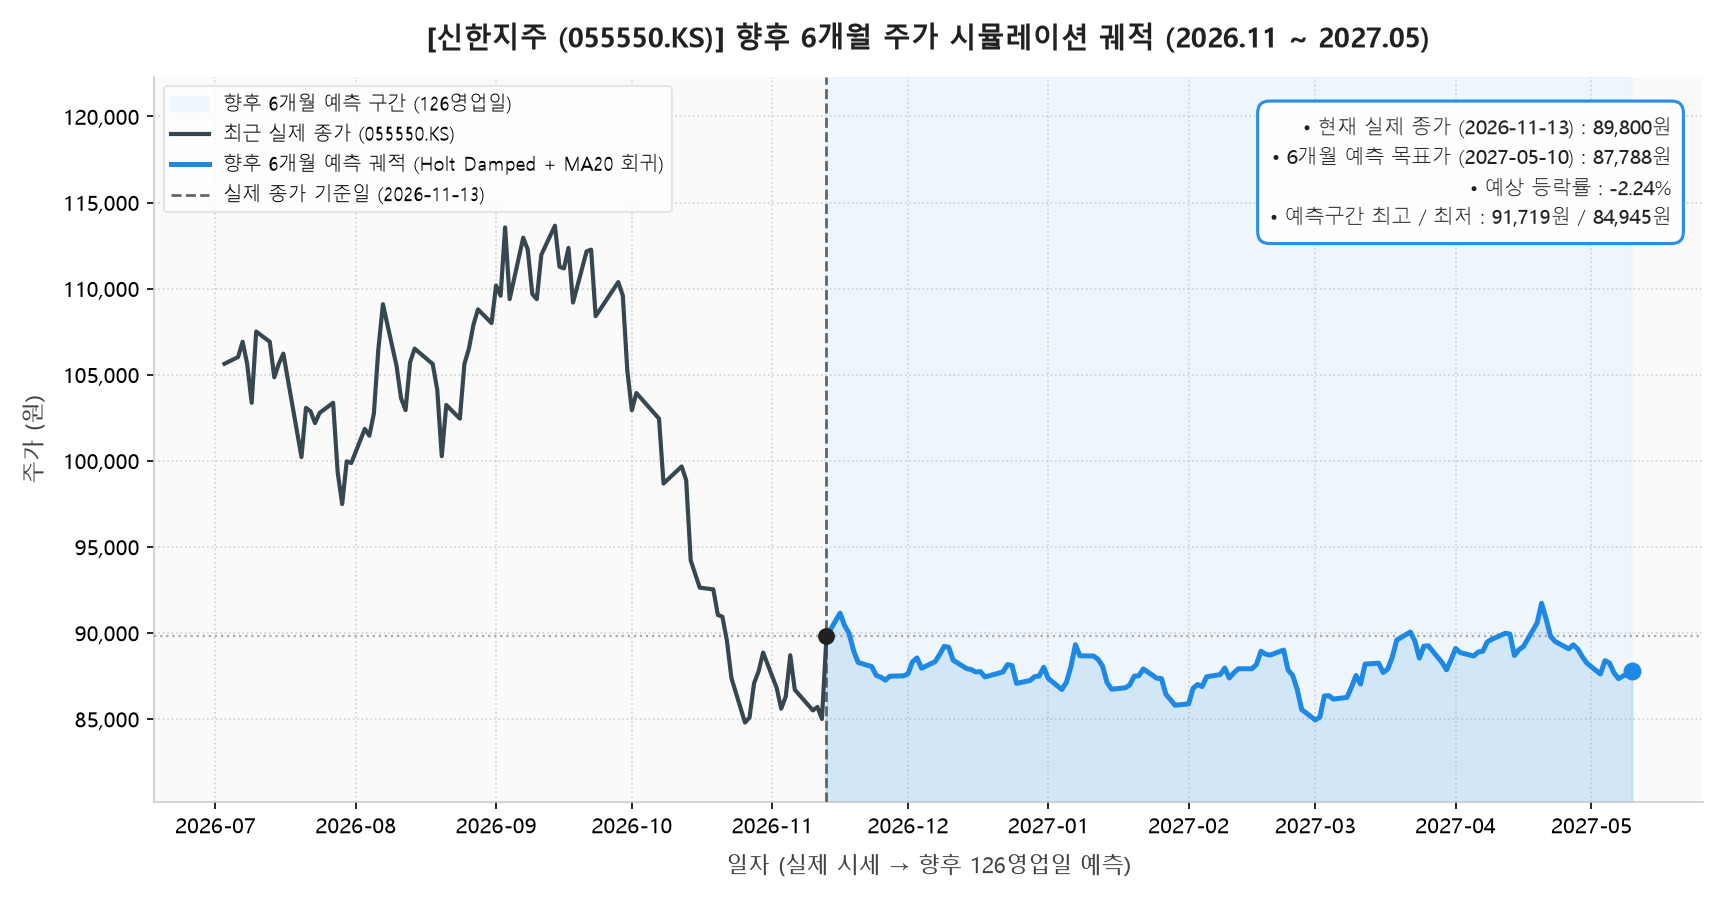 [신한지주 (055550.KS)] 향후 6개월 주가 시뮬레이션 궤적 (2026.11 ~ 2027.05)
향후 6개월 예측 구간 (126영업일)
최근 실제 종가 (055550.KS)
향후 6개월 예측 궤적 (Holt Damped + MA20 회귀)
실제 종가 기준일 (2026-11-13)
• 현재 실제 종가 (2026-11-13) : 89,800원
• 6개월 예측 목표가 (2027-05-10) : 87,788원
• 예상 등락률 : -2.24%
• 예측구간 최고 / 최저 : 91,719원 / 84,945원
주가 (원)
120,000
115,000
110,000
105,000
100,000
95,000
90,000
85,000
2026-07 2026-08 2026-09 2026-10 2026-11 2026-12 2027-01 2027-02 2027-03 2027-04 2027-05
일자 (실제 시세 → 향후 126영업일 예측)